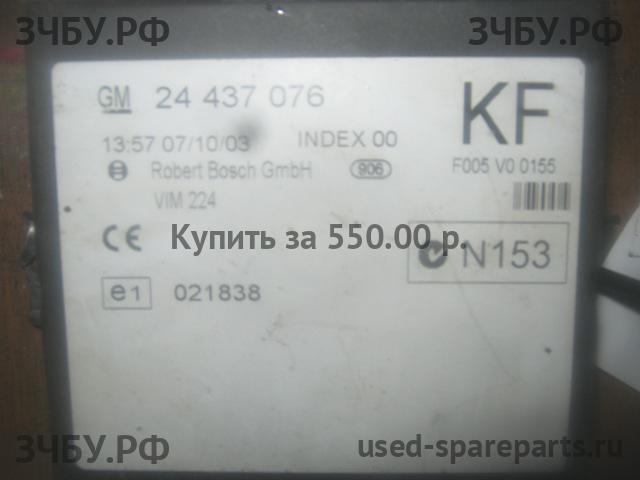 ЗЧБУ.РФ ЗЧБУ.РФ
GM 24 437 076 KF
13:57 07/10/03 INDEX 00
Robert Bosch GmbH 906 F005 V0 0155
VIM 224
CE Купить за 550.00 р. N153
e1 021838
ЗЧБУ.РФ used-spareparts.ru